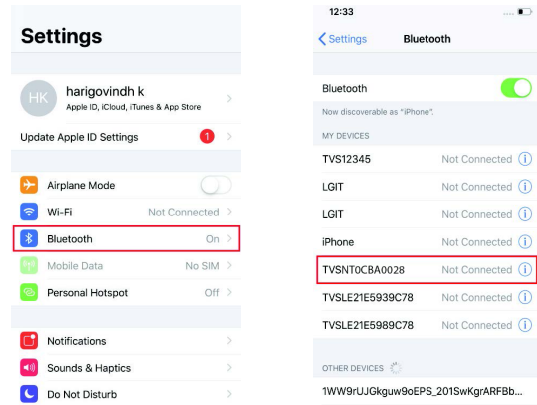 Settings
HK
harigovindh k
Apple ID, iCloud, iTunes & App Store
Update Apple ID Settings 1
Airplane Mode
Wi-Fi Not Connected
Bluetooth On
Mobile Data No SIM
Personal Hotspot Off
Notifications
Sounds & Haptics
Do Not Disturb
12:33
Settings Bluetooth
Bluetooth
Now discoverable as "iPhone".
MY DEVICES
TVS12345 Not Connected i
LGIT Not Connected i
LGIT Not Connected i
iPhone Not Connected i
TVSNT0CBA0028 Not Connected i
TVSLE21E5939C78 Not Connected i
TVSLE21E5989C78 Not Connected i
OTHER DEVICES
1WW9rUJGkguw9oEPS_201SwKgrARFBb...